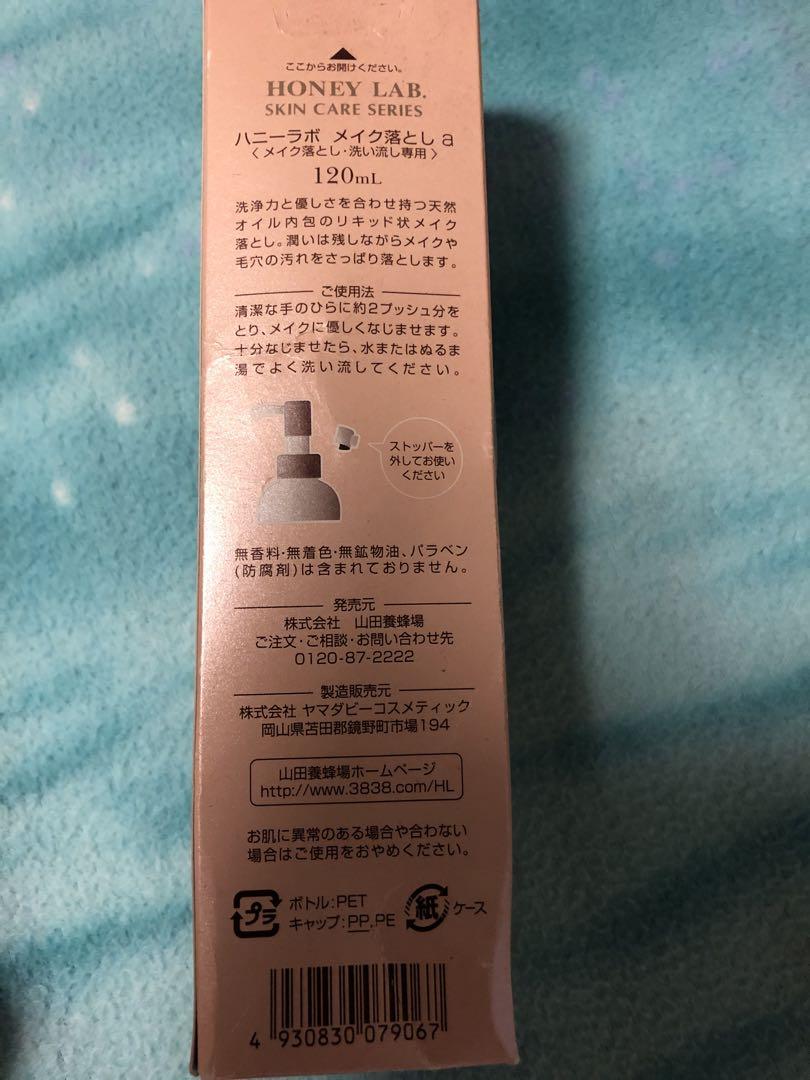 ここからお開けください。
HONEY LAB.
SKIN CARE SERIES
ハニーラボ メイク落とし a
〈メイク落とし・洗い流し専用〉
120mL
洗浄力と優しさを合わせ持つ天然
オイル内包のリキッド状メイク
落とし。潤いは残しながらメイクや
毛穴の汚れをさっぱり落とします。
ご使用法
清潔な手のひらに約2プッシュ分を
とり、メイクに優しくなじませます。
十分なじませたら、水またはぬるま
湯でよく洗い流してください。
ストッパーを
外してお使い
ください
無香料・無着色・無鉱物油、パラベン
(防腐剤)は含まれておりません。
発売元
株式会社 山田養蜂場
ご注文・ご相談・お問い合わせ先
0120-87-2222
製造販売元
株式会社 ヤマダビーコスメティック
岡山県苫田郡鏡野町市場194
山田養蜂場ホームページ
http://www.3838.com/HL
お肌に異常のある場合や合わない
場合はご使用をおやめください。
プラ ボトル:PET
キャップ:PP,PE
紙 ケース
4 930830 079067